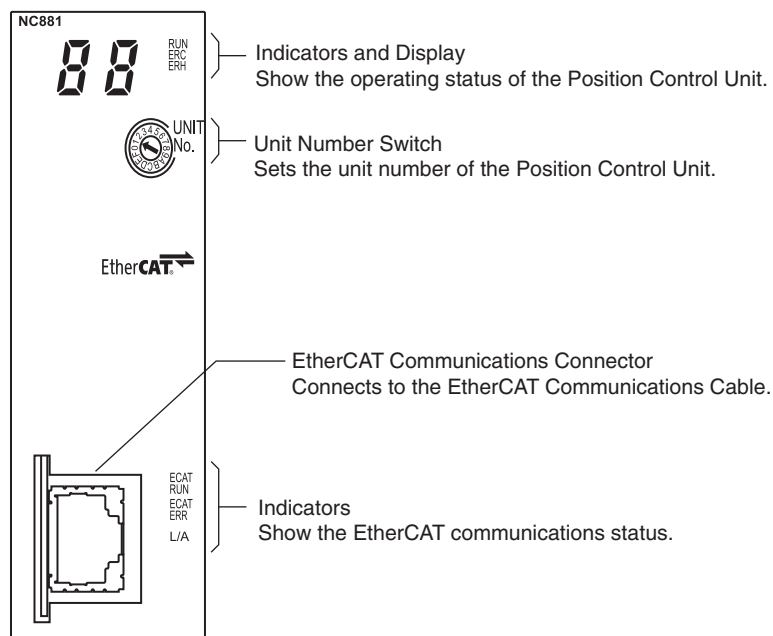 NC881
88
RUN
ERC
ERH
Indicators and Display
Show the operating status of the Position Control Unit.
UNIT
No.
0123456789ABCDEF
Unit Number Switch
Sets the unit number of the Position Control Unit.
EtherCAT®
EtherCAT Communications Connector
Connects to the EtherCAT Communications Cable.
ECAT
RUN
ECAT
ERR
L/A
Indicators
Show the EtherCAT communications status.